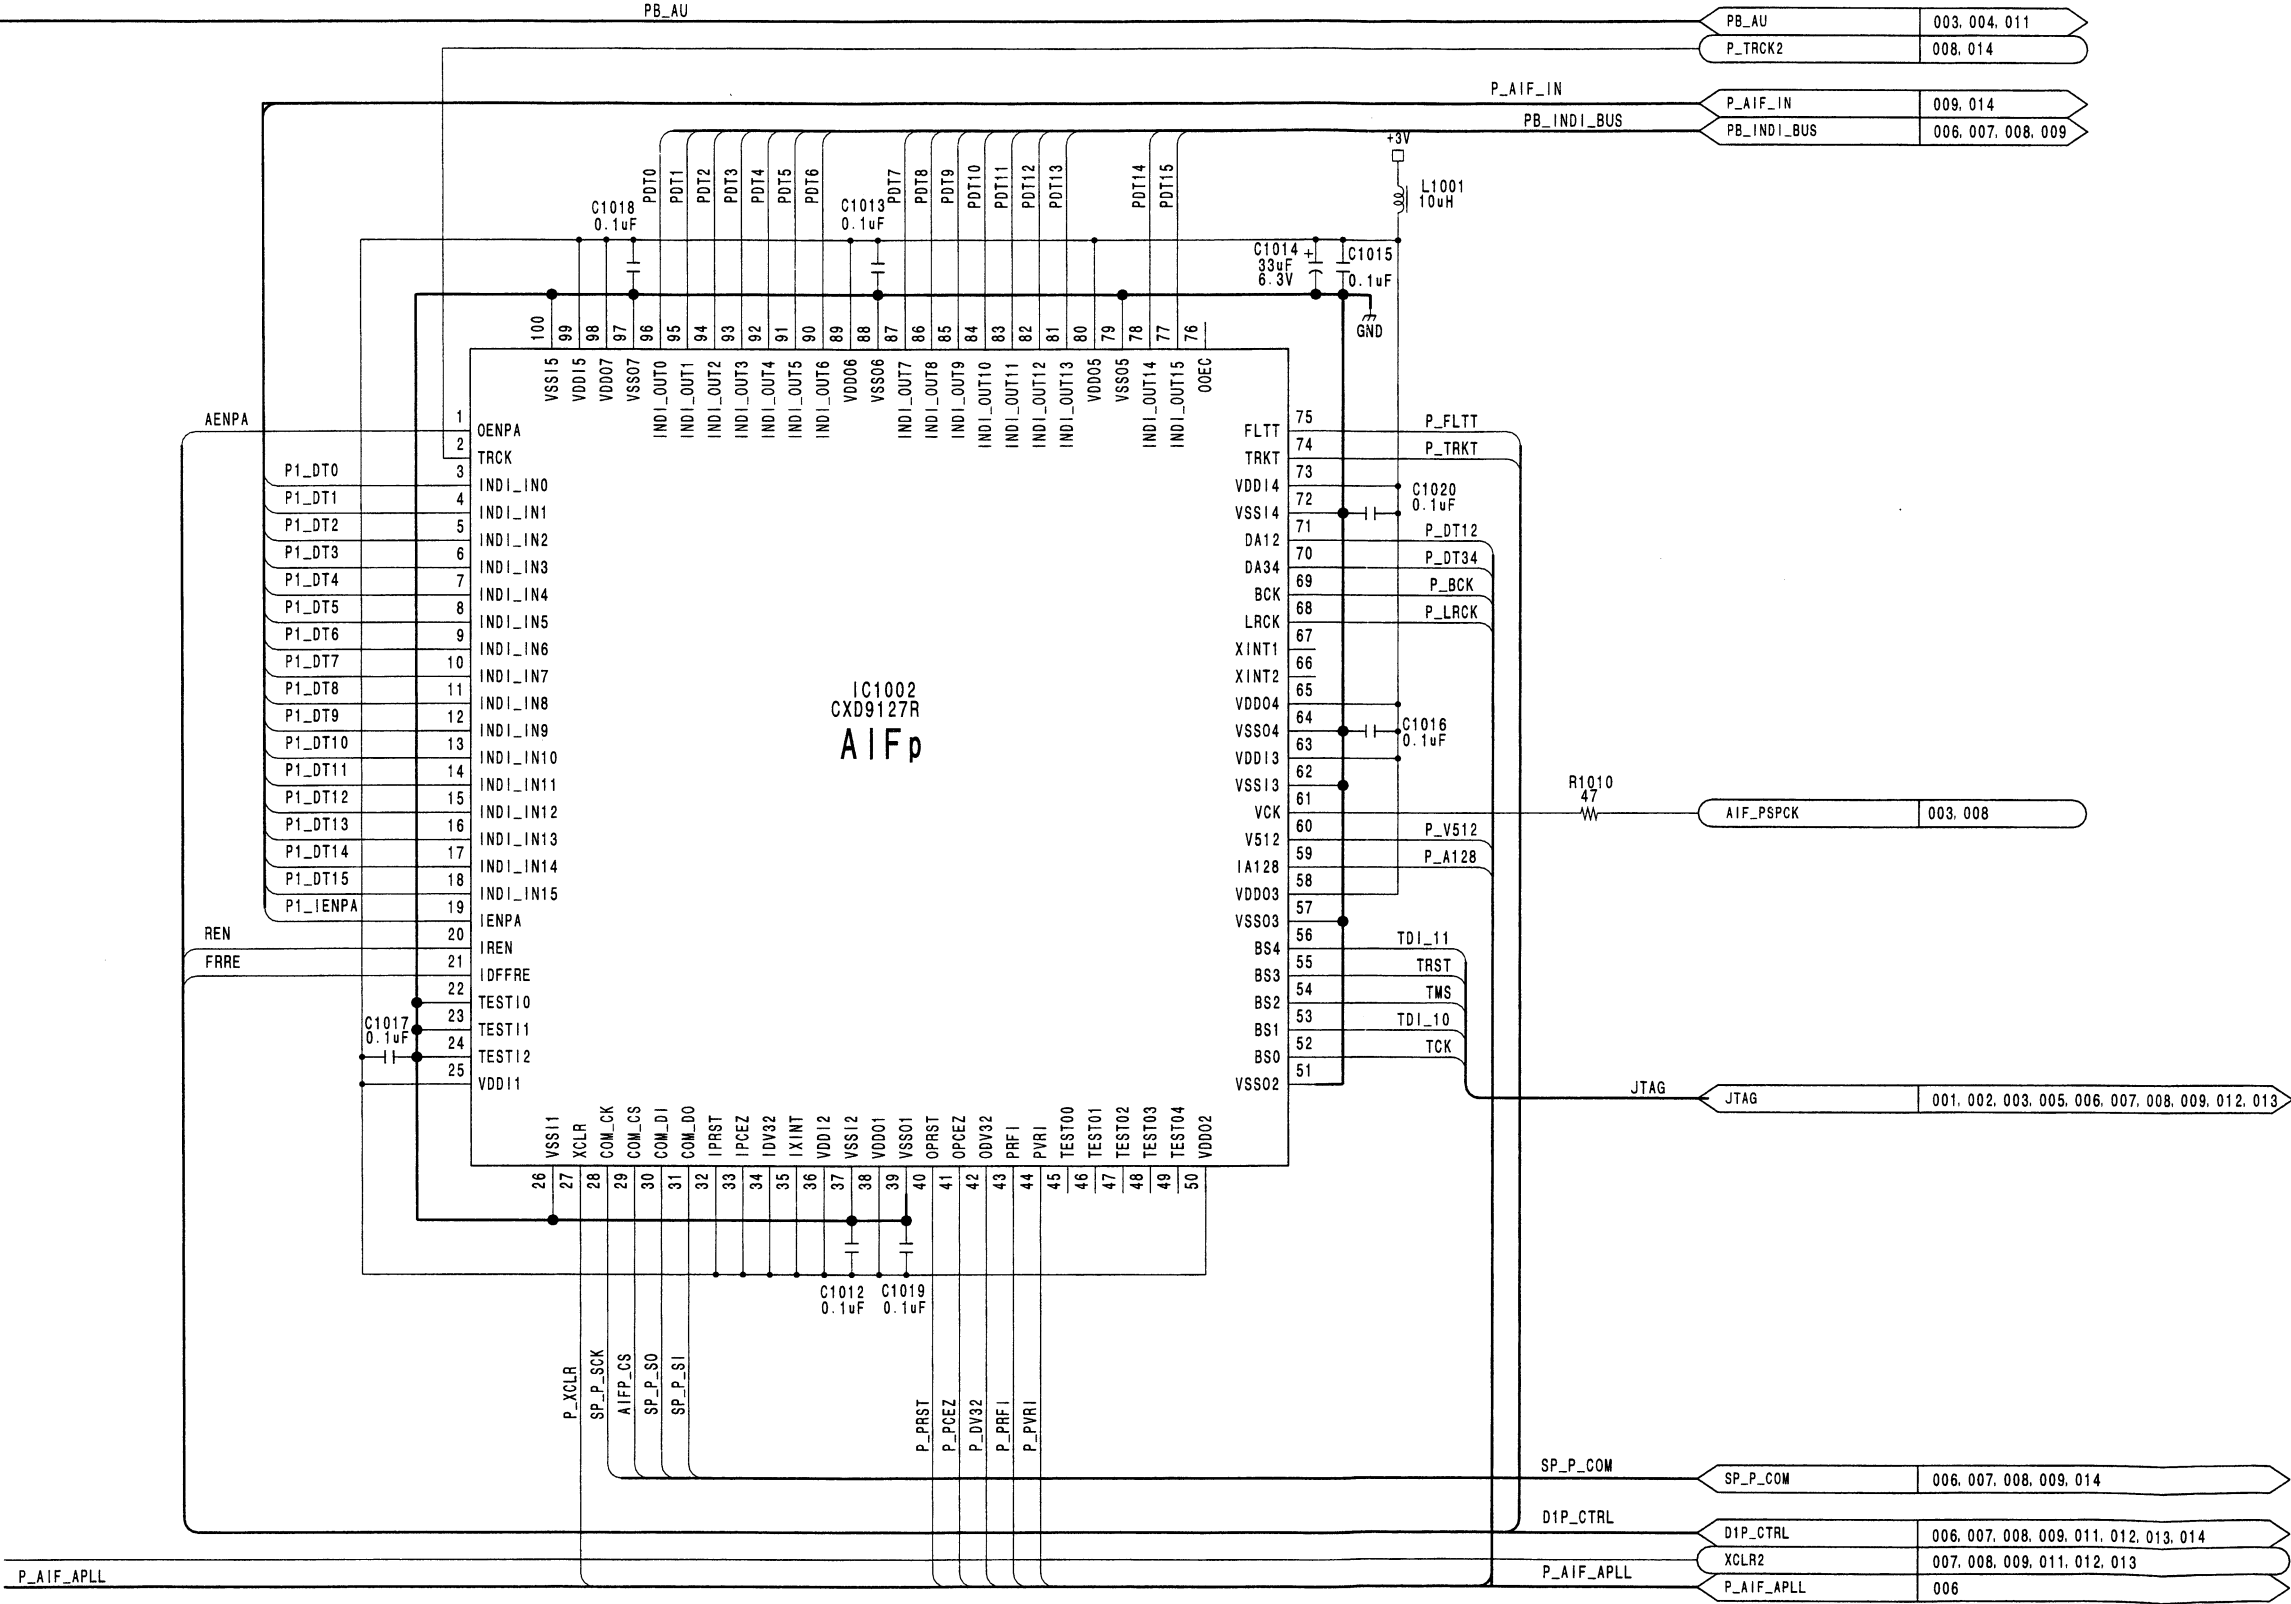 PB_AU
PB_AU 003, 004, 011
P_TRCK2 008, 014
P_AIF_IN
P_AIF_IN 009, 014
PB_INDI_BUS
PB_INDI_BUS 006, 007, 008, 009
+3V
L1001
10uH
PDT0
PDT1
PDT2
PDT3
PDT4
PDT5
PDT6
PDT7
PDT8
PDT9
PDT10
PDT11
PDT12
PDT13
PDT14
PDT15
C1018
0.1uF
C1013
0.1uF
C1014
+
33uF
6.3V
C1015
0.1uF
GND
100 VSSI5
99 VDDI5
98 VDDO7
97 VSSO7
96 INDI_OUT0
95 INDI_OUT1
94 INDI_OUT2
93 INDI_OUT3
92 INDI_OUT4
91 INDI_OUT5
90 INDI_OUT6
89 VDDO6
88 VSSO6
87 INDI_OUT7
86 INDI_OUT8
85 INDI_OUT9
84 INDI_OUT10
83 INDI_OUT11
82 INDI_OUT12
81 INDI_OUT13
80 VDDO5
79 VSSO5
78 INDI_OUT14
77 INDI_OUT15
76 OOEC
AENPA 1 OENPA
2 TRCK
P1_DT0 3 INDI_IN0
P1_DT1 4 INDI_IN1
P1_DT2 5 INDI_IN2
P1_DT3 6 INDI_IN3
P1_DT4 7 INDI_IN4
P1_DT5 8 INDI_IN5
P1_DT6 9 INDI_IN6
P1_DT7 10 INDI_IN7
P1_DT8 11 INDI_IN8
P1_DT9 12 INDI_IN9
P1_DT10 13 INDI_IN10
P1_DT11 14 INDI_IN11
P1_DT12 15 INDI_IN12
P1_DT13 16 INDI_IN13
P1_DT14 17 INDI_IN14
P1_DT15 18 INDI_IN15
P1_IENPA 19 IENPA
REN 20 IREN
FRRE 21 IDFFRE
22 TESTI0
23 TESTI1
24 TESTI2
25 VDDI1
C1017
0.1uF
IC1002
CXD9127R
AIFp
FLTT 75 P_FLTT
TRKT 74 P_TRKT
VDDI4 73
VSSI4 72
C1020
0.1uF
DA12 71 P_DT12
DA34 70 P_DT34
BCK 69 P_BCK
LRCK 68 P_LRCK
XINT1 67
XINT2 66
VDDO4 65
VSSO4 64
C1016
0.1uF
VDDI3 63
VSSI3 62
VCK 61
R1010
47
AIF_PSPCK 003, 008
V512 60 P_V512
IA128 59 P_A128
VDDO3 58
VSSO3 57
BS4 56 TDI_11
BS3 55 TRST
BS2 54 TMS
BS1 53 TDI_10
BS0 52 TCK
VSSO2 51
JTAG
JTAG 001, 002, 003, 005, 006, 007, 008, 009, 012, 013
26 VSSI1
27 XCLR
28 COM_CK
29 COM_CS
30 COM_DI
31 COM_DO
32 IPRST
33 IPCEZ
34 IDV32
35 IXINT
36 VDDI2
37 VSSI2
38 VDDO1
39 VSSO1
40 OPRST
41 OPCEZ
42 ODV32
43 PRFI
44 PVRI
45 TESTO0
46 TESTO1
47 TESTO2
48 TESTO3
49 TESTO4
50 VDDO2
C1012
0.1uF
C1019
0.1uF
P_XCLR
SP_P_SCK
AIFP_CS
SP_P_SO
SP_P_SI
P_PRST
P_PCEZ
P_DV32
P_PRFI
P_PVRI
SP_P_COM
SP_P_COM 006, 007, 008, 009, 014
D1P_CTRL
D1P_CTRL 006, 007, 008, 009, 011, 012, 013, 014
XCLR2 007, 008, 009, 011, 012, 013
P_AIF_APLL
P_AIF_APLL
P_AIF_APLL 006